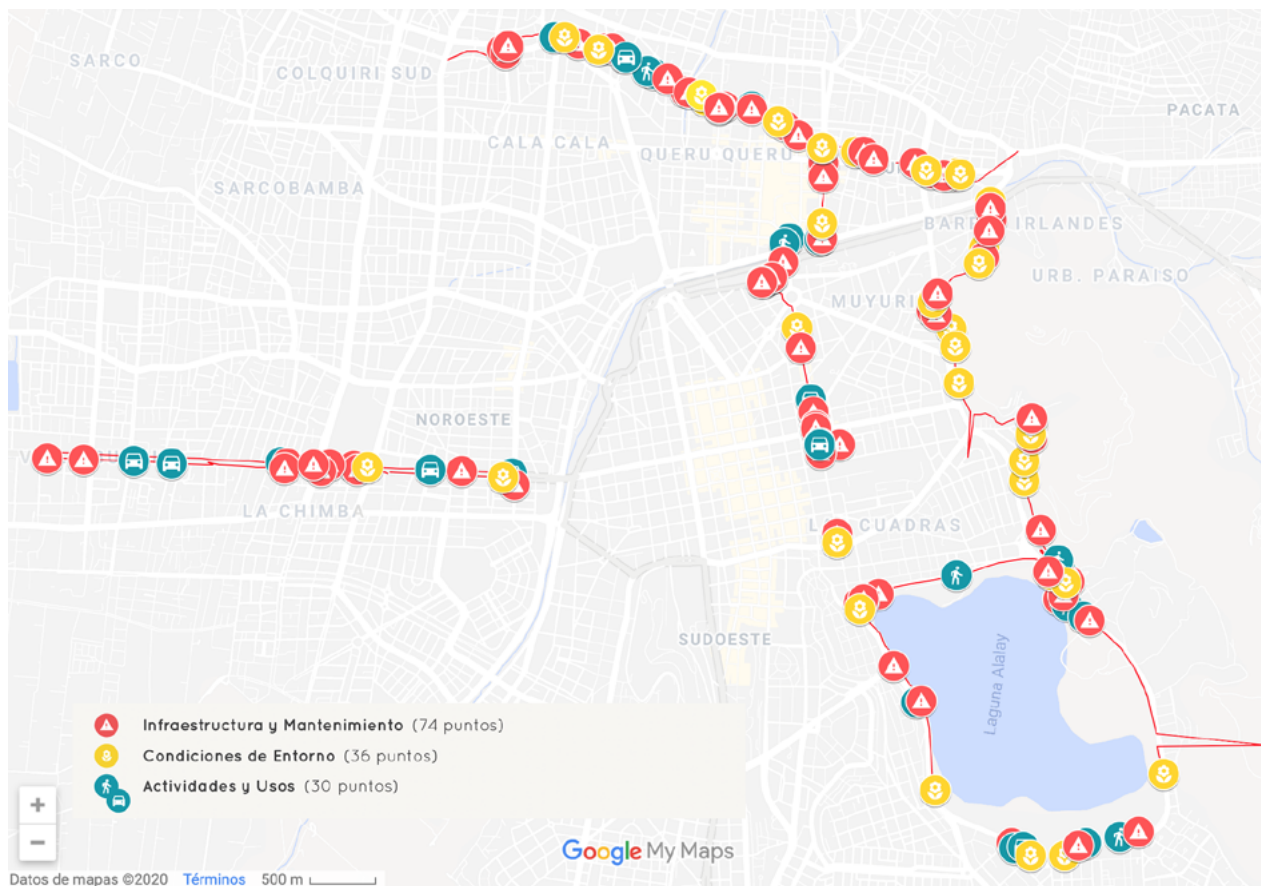 SARCO
COLQUIRI SUD
PACATA
CALA CALA
QUERU QUERU
SARCOBAMBA
IRLANDES
URB. PARAISO
MUYURI
NOROESTE
LA CHIMBA
CUADRAS
SUDOESTE
Laguna Alalay
Infraestructura y Mantenimiento (74 puntos)
Condiciones de Entorno (36 puntos)
Actividades y Usos (30 puntos)
+
−
Google My Maps
Datos de mapas ©2020 Términos 500 m